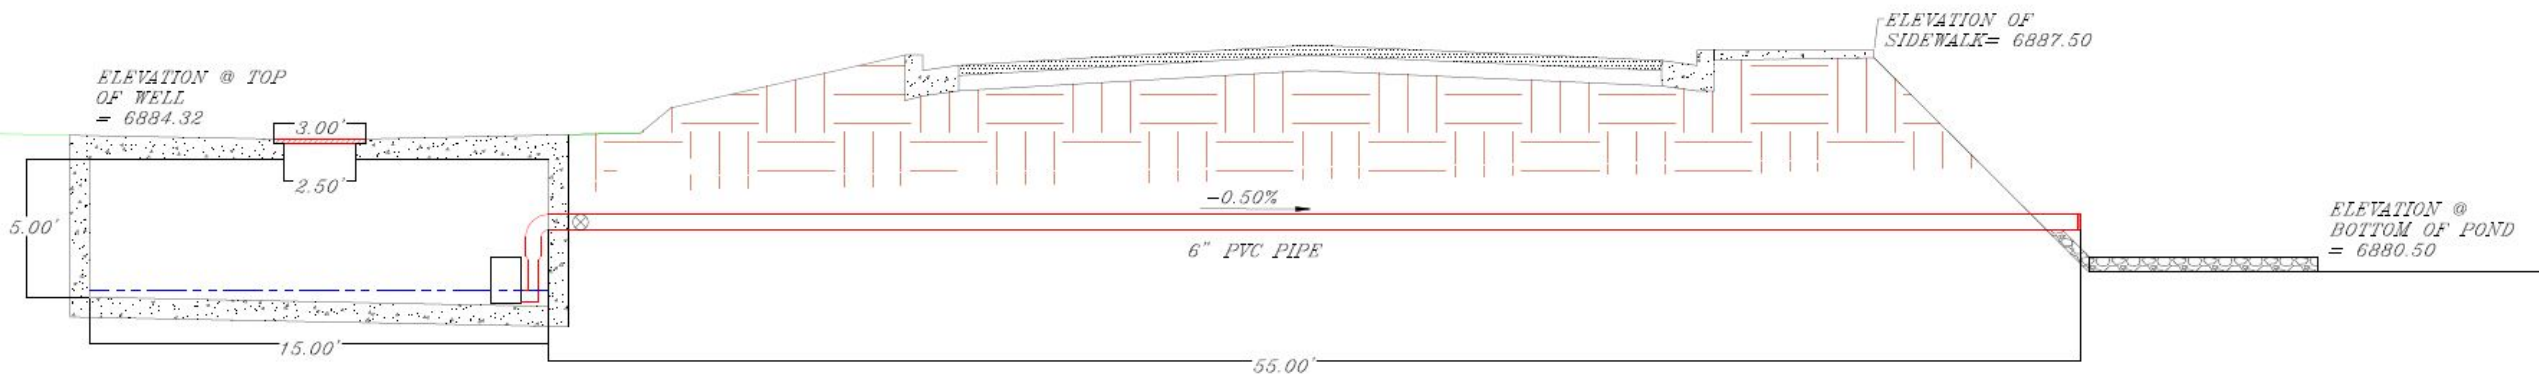 ELEVATION OF
SIDEWALK= 6887.50
ELEVATION @ TOP
OF WELL
= 6884.32
3.00'
2.50'
5.00'
-0.50%
6" PVC PIPE
ELEVATION @
BOTTOM OF POND
= 6880.50
15.00'
55.00'